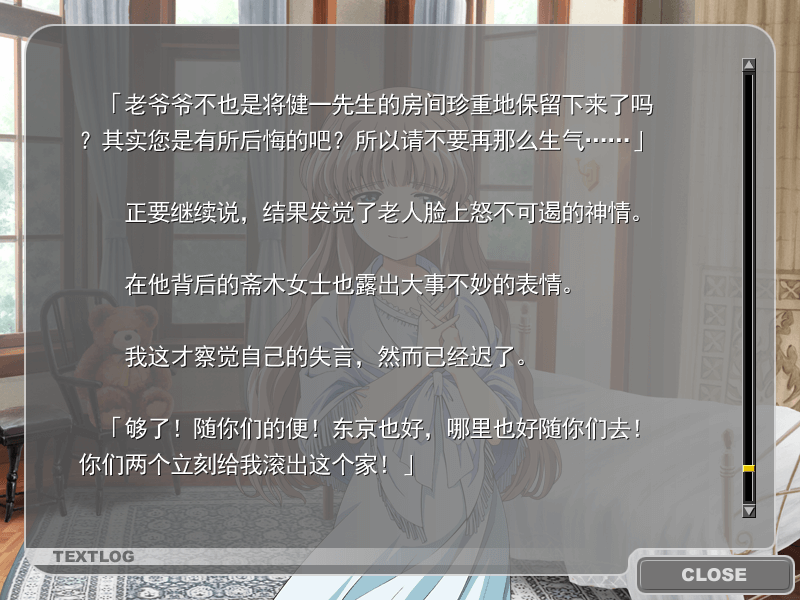 「老爷爷不也是将健一先生的房间珍重地保留下来了吗
?其实您是有所后悔的吧?所以请不要再那么生气……」
正要继续说，结果发觉了老人脸上怒不可遏的神情。
在他背后的斋木女士也露出大事不妙的表情。
我这才察觉自己的失言，然而已经迟了。
「够了！随你们的便！东京也好，哪里也好随你们去！
你们两个立刻给我滚出这个家！」
TEXTLOG
CLOSE